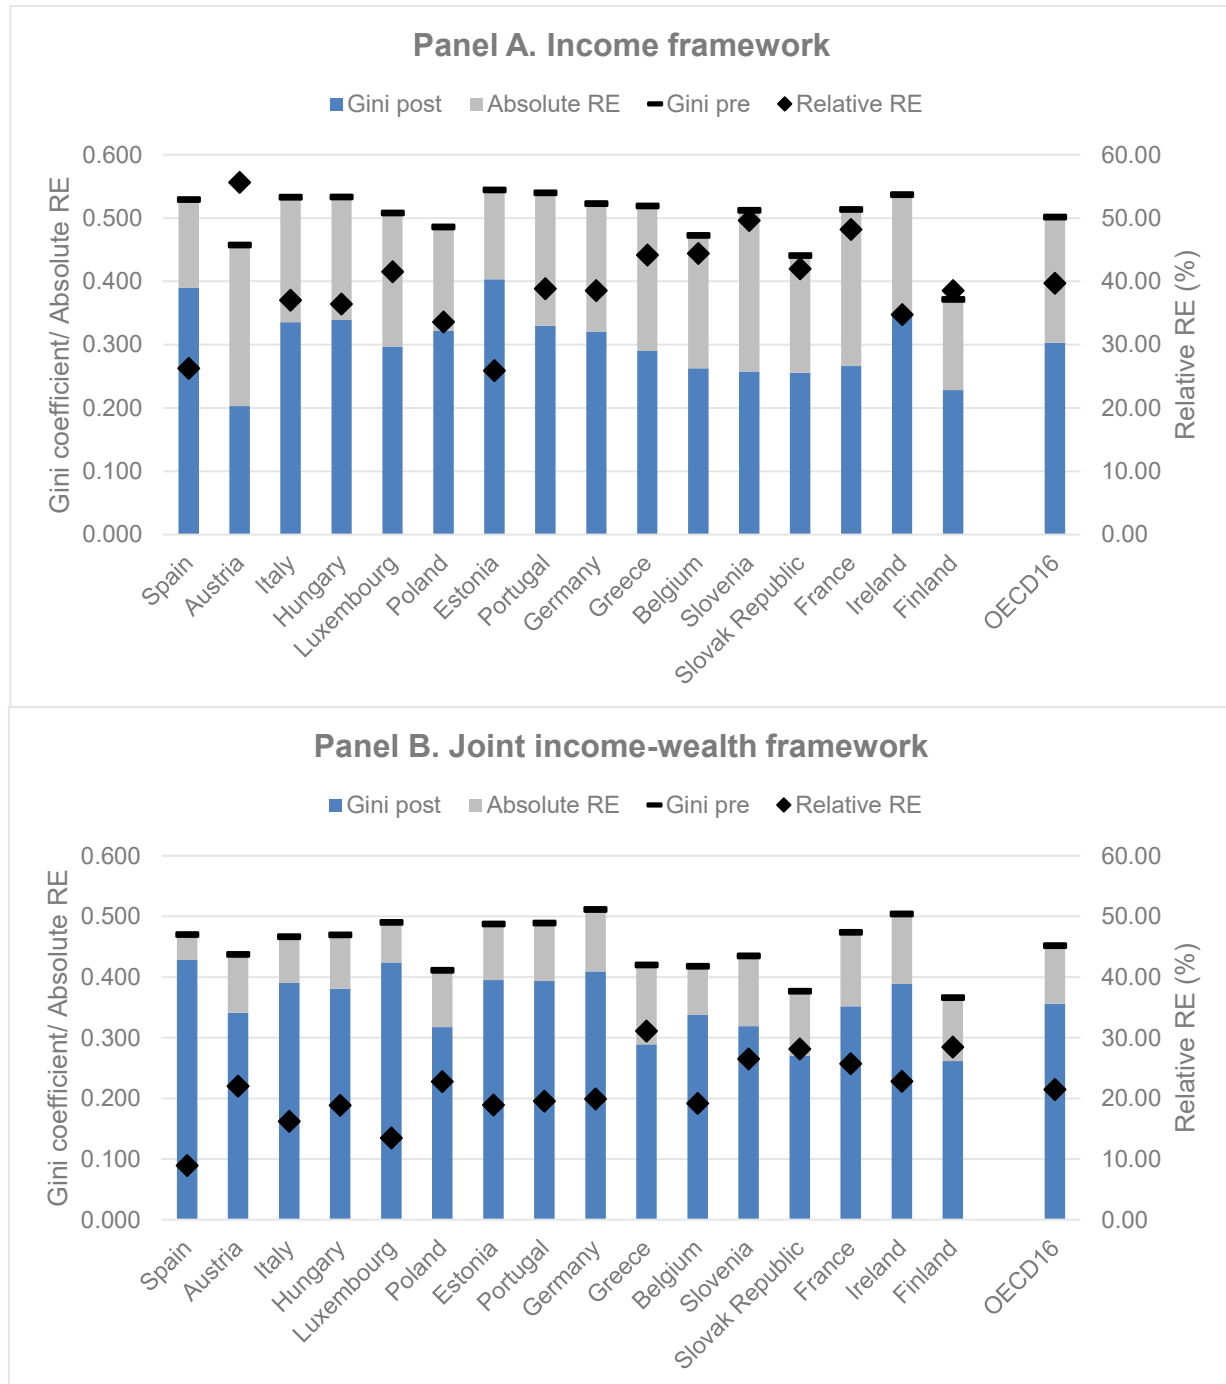 Panel A. Income framework
Gini post Absolute RE Gini pre Relative RE
Gini coefficient/ Absolute RE
0.600
0.500
0.400
0.300
0.200
0.100
0.000
60.00
50.00
40.00
30.00
20.00
10.00
0.00
Relative RE (%)
Spain
Austria
Italy
Hungary
Luxembourg
Poland
Estonia
Portugal
Germany
Greece
Belgium
Slovenia
Slovak Republic
France
Ireland
Finland
OECD16
Panel B. Joint income-wealth framework
Gini post Absolute RE Gini pre Relative RE
Gini coefficient/ Absolute RE
0.600
0.500
0.400
0.300
0.200
0.100
0.000
60.00
50.00
40.00
30.00
20.00
10.00
0.00
Relative RE (%)
Spain
Austria
Italy
Hungary
Luxembourg
Poland
Estonia
Portugal
Germany
Greece
Belgium
Slovenia
Slovak Republic
France
Ireland
Finland
OECD16